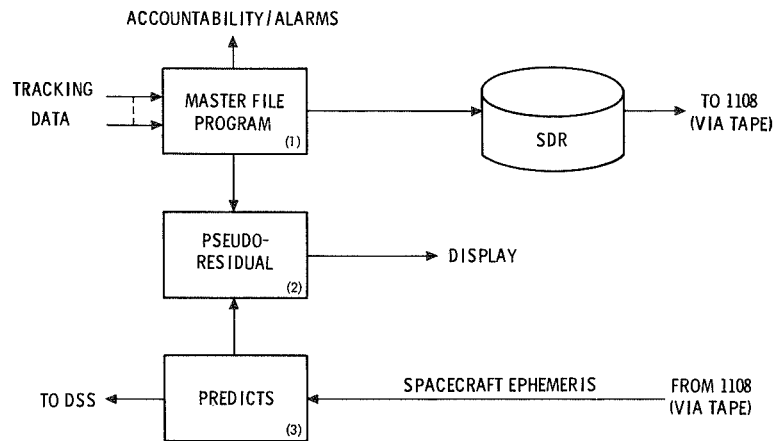 ACCOUNTABILITY/ALARMS
TRACKING
DATA
MASTER FILE
PROGRAM
(1)
SDR
TO 1108
(VIA TAPE)
PSEUDO-
RESIDUAL
(2)
DISPLAY
TO DSS
PREDICTS
(3)
SPACECRAFT EPHEMERIS
FROM 1108
(VIA TAPE)